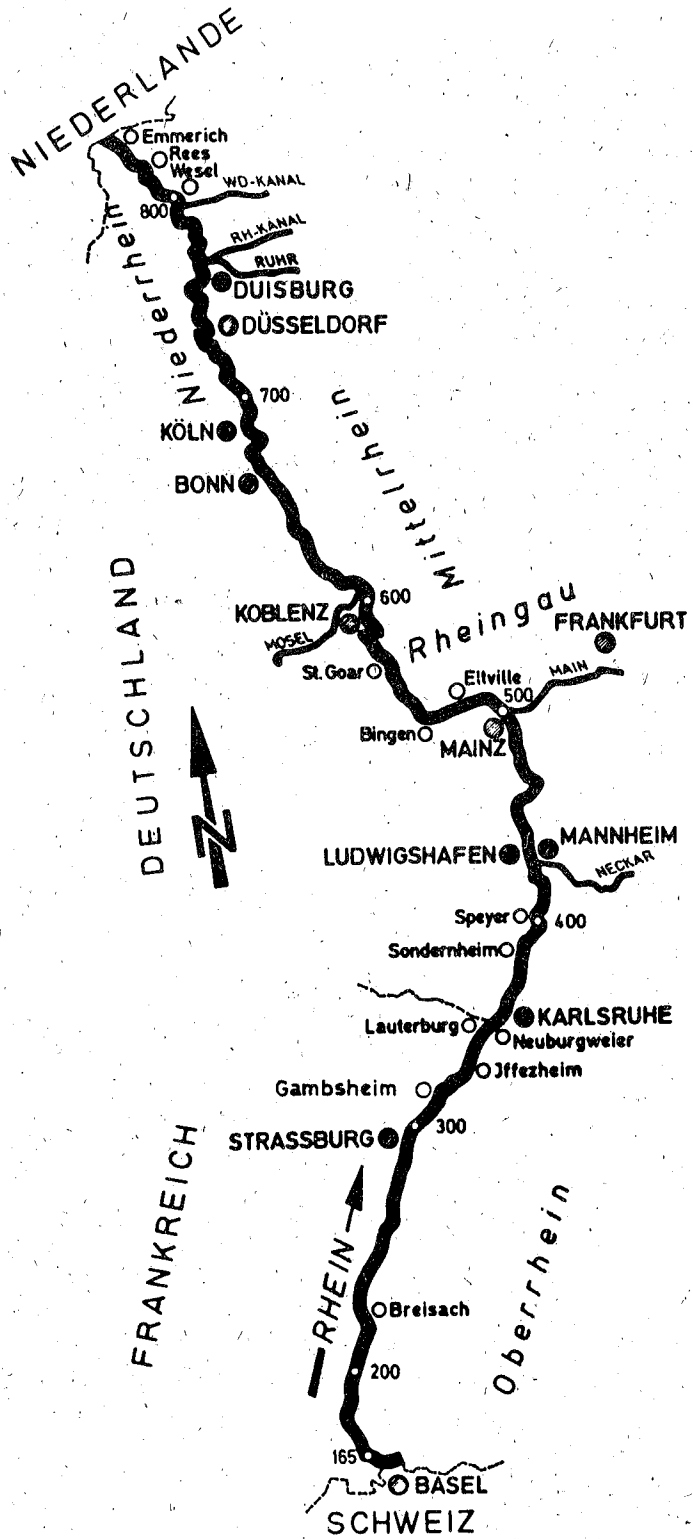 NIEDERLANDE
Emmerich
Rees
Wesel
WD-KANAL
800
RH-KANAL
RUHR
Niederrhein
DUISBURG
DÜSSELDORF
700
Mittelrhein
KÖLN
BONN
DEUTSCHLAND
600
KOBLENZ
MOSEL
Rheingau
FRANKFURT
St. Goar
Eltville
MAIN
500
Bingen
MAINZ
N
LUDWIGSHAFEN
MANNHEIM
NECKAR
Speyer
400
Sondernheim
KARLSRUHE
Lauterburg
Neuburgweier
Jffezheim
Gambsheim
300
STRASSBURG
FRANKREICH
RHEIN
Oberrhein
Breisach
200
165
BASEL
SCHWEIZ